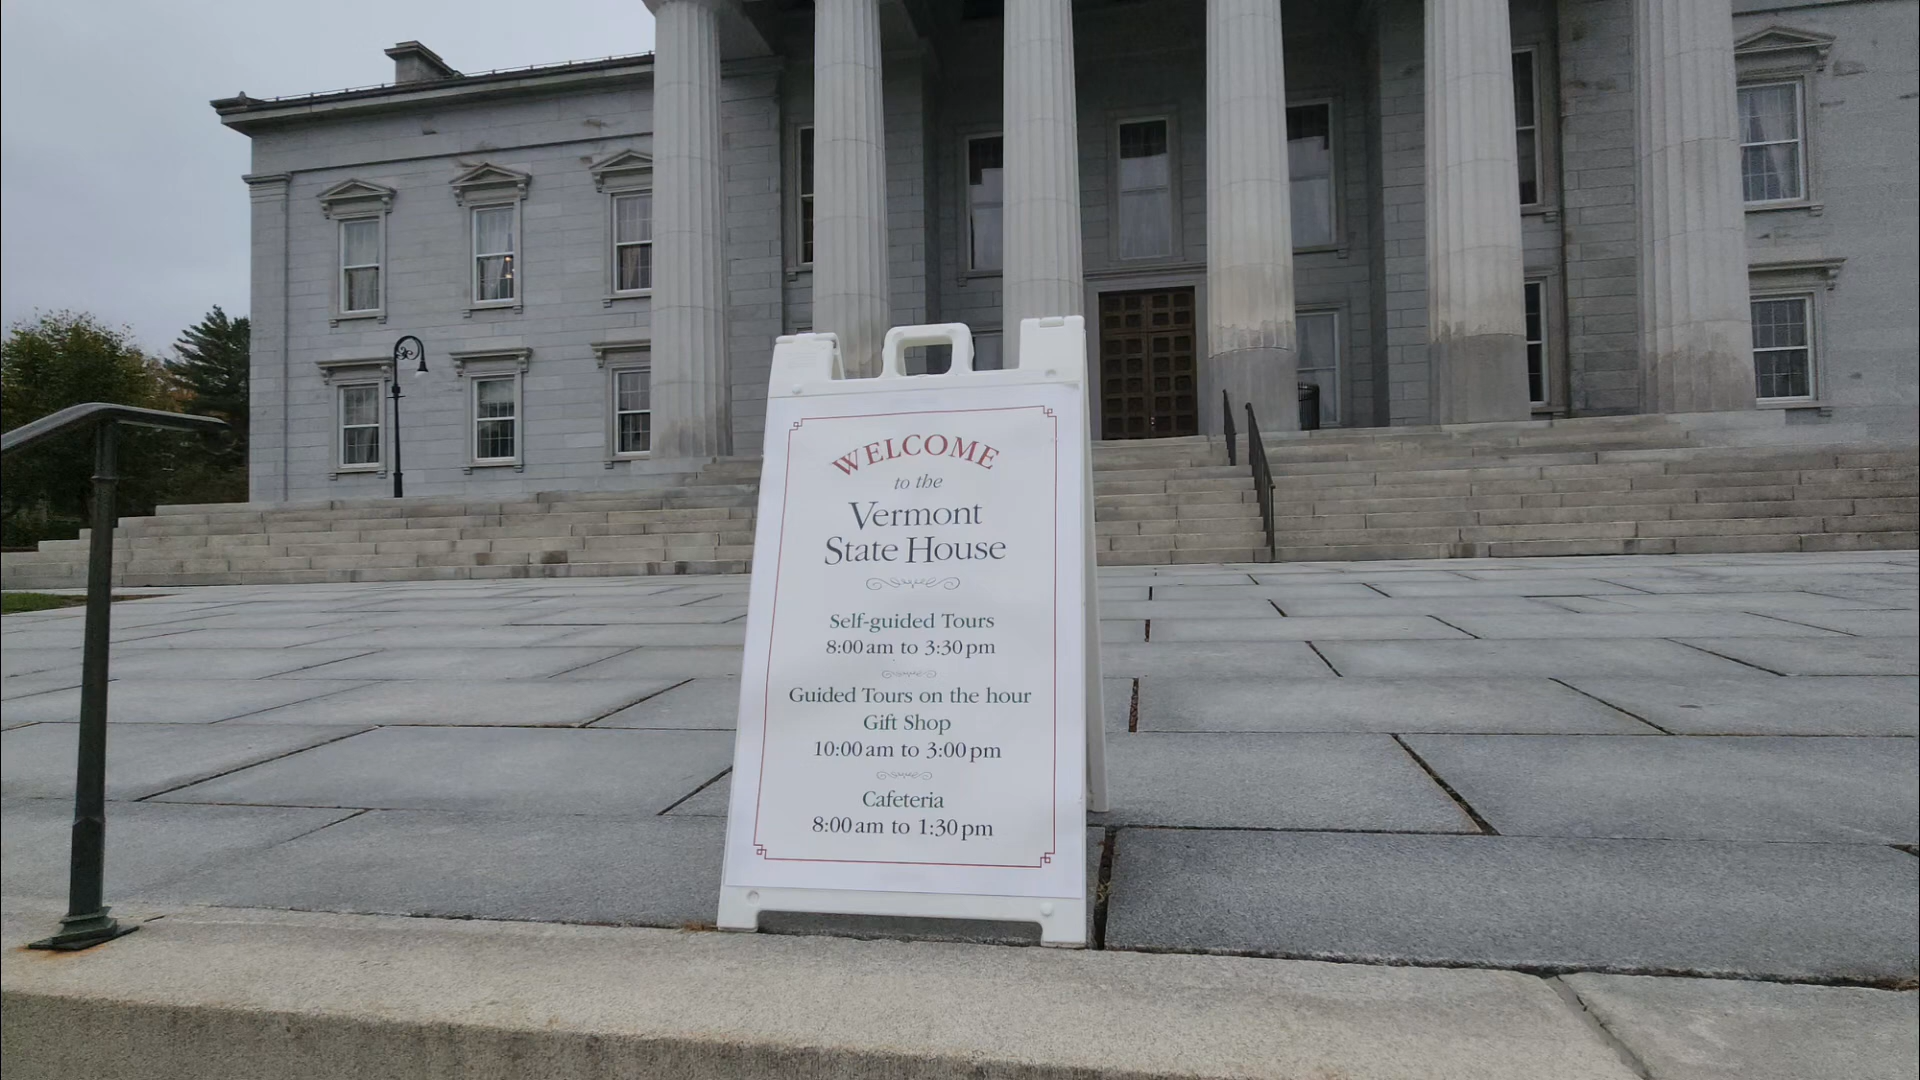 WELCOME
to the
Vermont
State House
Self-guided Tours
8:00 am to 3:30 pm
Guided Tours on the hour
Gift Shop
10:00 am to 3:00 pm
Cafeteria
8:00 am to 1:30 pm